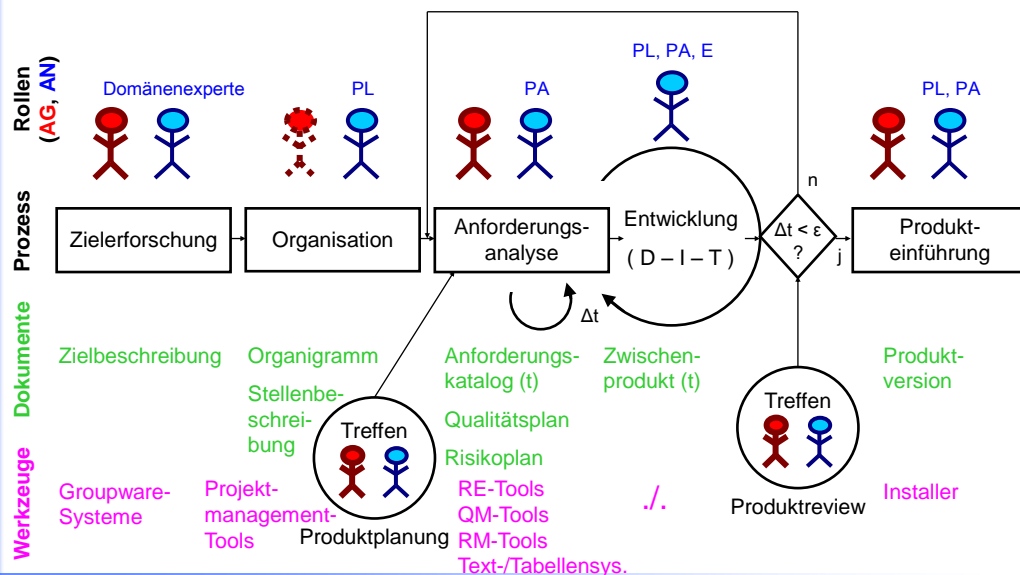 Rollen
(AG, AN)
Domänenexperte
PL
PA
PL, PA, E
PL, PA
Prozess
Zielerforschung
Organisation
Anforderungs-
analyse
Entwicklung
( D – I – T )
Δt < ε
?
n
j
Produkt-
einführung
Δt
Dokumente
Zielbeschreibung
Organigramm
Stellenbe-
schrei-
bung
Anforderungs-
katalog (t)
Qualitätsplan
Risikoplan
Zwischen-
produkt (t)
Produkt-
version
Treffen
Produktplanung
Treffen
Produktreview
Werkzeuge
Groupware-
Systeme
Projekt-
management-
Tools
RE-Tools
QM-Tools
RM-Tools
Text-/Tabellensys.
./.
Installer